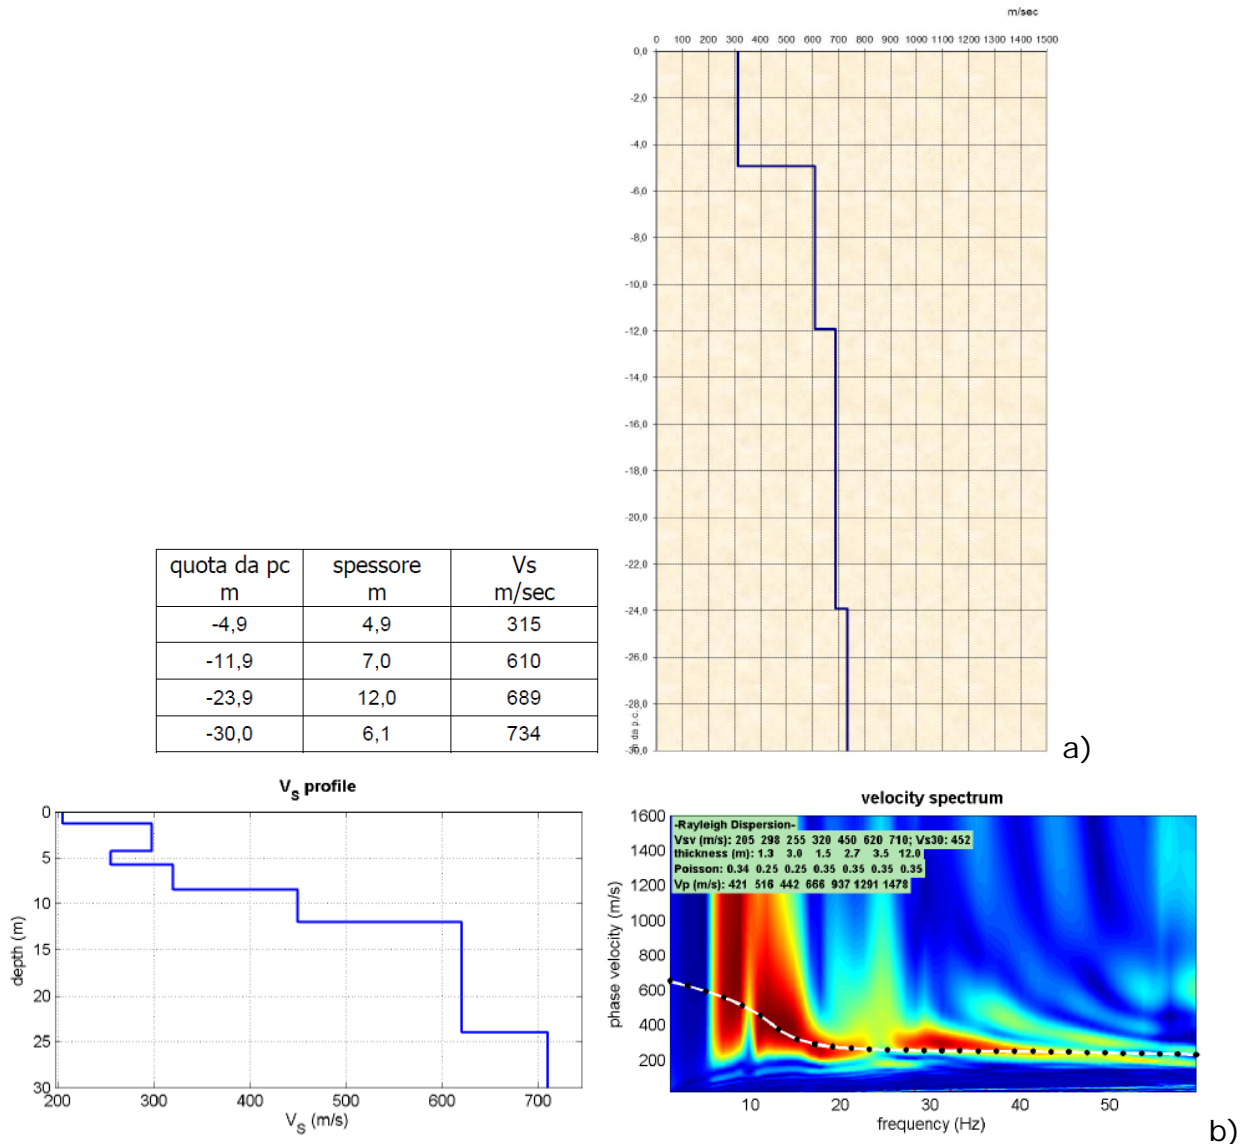 m/sec
0 100 200 300 400 500 600 700 800 900 1000 1100 1200 1300 1400 1500
0,0
-2,0
-4,0
-6,0
-8,0
-10,0
-12,0
-14,0
-16,0
-18,0
-20,0
-22,0
-24,0
-26,0
-28,0
-30,0
da p.c.
a)
quota da pc spessore Vs
m m m/sec
-4,9 4,9 315
-11,9 7,0 610
-23,9 12,0 689
-30,0 6,1 734
VS profile
0
5
10
15
20
25
30
depth (m)
200 300 400 500 600 700
VS (m/s)
velocity spectrum
-Rayleigh Dispersion-
Vsv (m/s): 205 298 255 320 450 620 710; Vs30: 452
thickness (m): 1.3 3.0 1.5 2.7 3.5 12.0
Poisson: 0.34 0.25 0.25 0.35 0.35 0.35 0.35
Vp (m/s): 421 516 442 666 937 1291 1478
1600
1400
1200
1000
800
600
400
200
phase velocity (m/s)
10 20 30 40 50
frequency (Hz)
b)